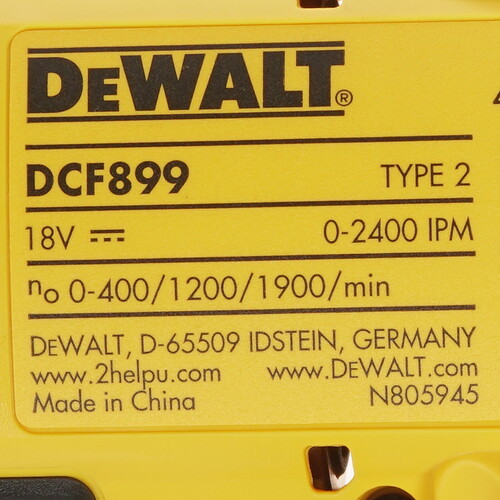 DEWALT®
DCF899 TYPE 2
18V ⎓ 0-2400 IPM
no 0-400/1200/1900/min
DEWALT, D-65509 IDSTEIN, GERMANY
www.2helpu.com www.DEWALT.com
Made in China N805945